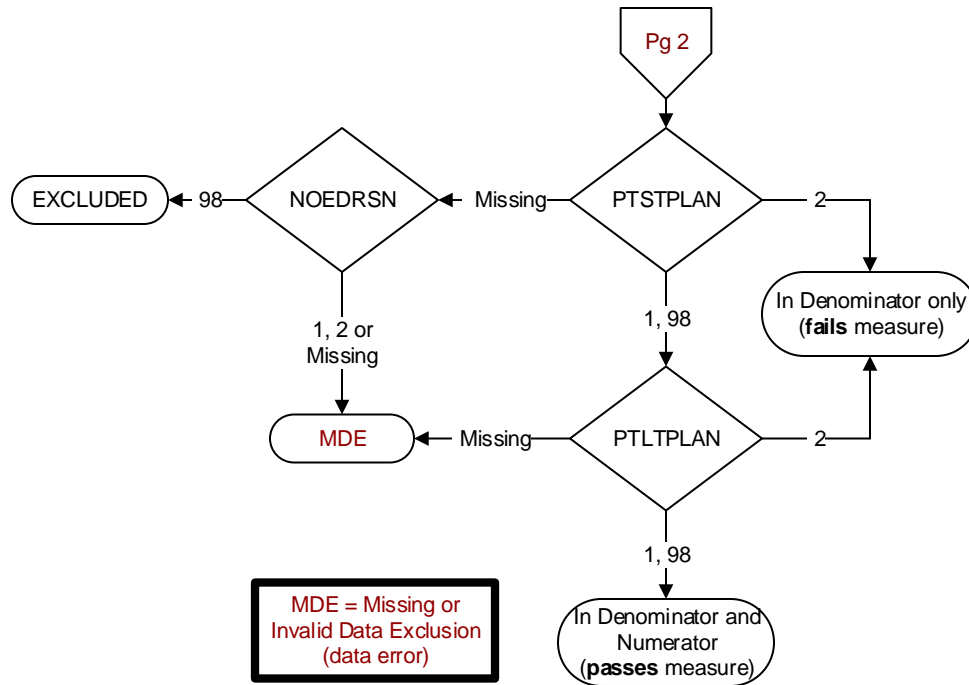 Pg 2
EXCLUDED
98
NOEDRSN
Missing
PTSTPLAN
2
In Denominator only
(fails measure)
1, 2 or
Missing
1, 98
MDE
Missing
PTLTPLAN
2
1, 98
MDE = Missing or
Invalid Data Exclusion
(data error)
In Denominator and
Numerator
(passes measure)